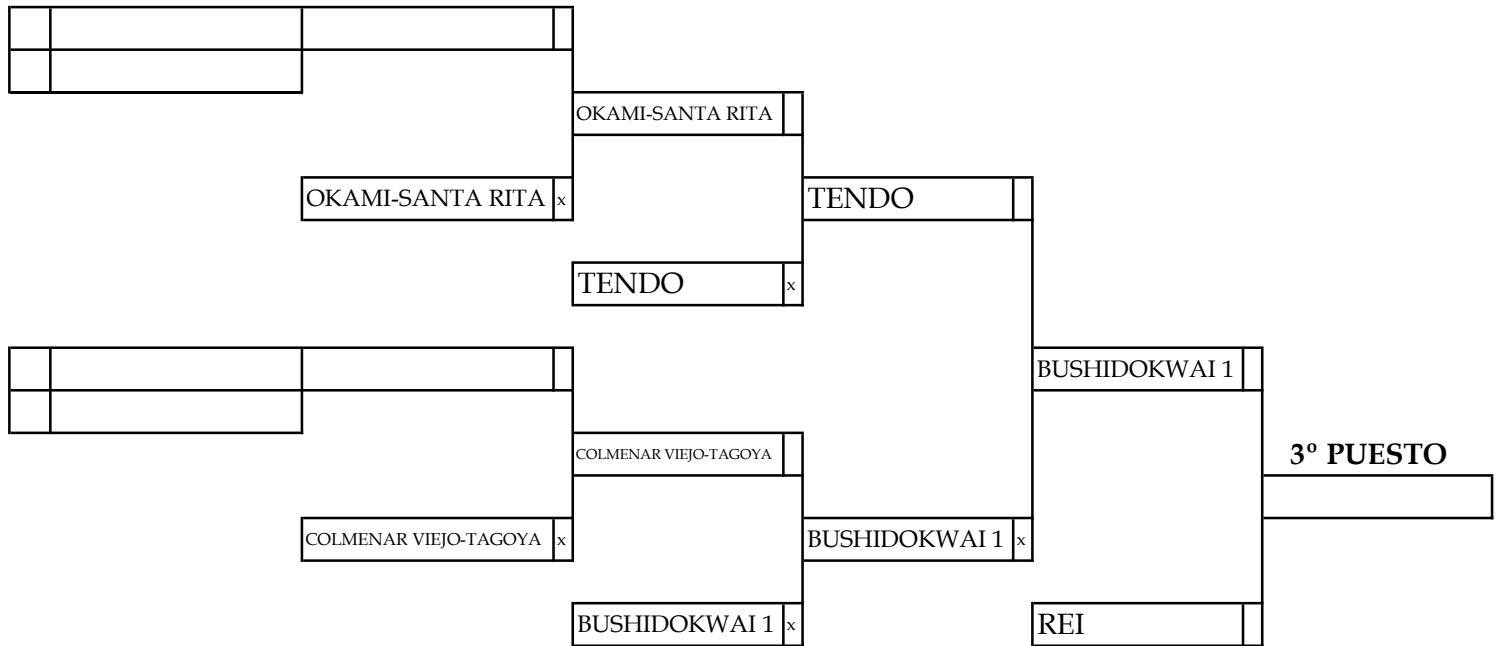 OKAMI-SANTA RITA
OKAMI-SANTA RITA x
TENDO
TENDO x
BUSHIDOKWAI 1
COLMENAR VIEJO-TAGOYA
3º PUESTO
COLMENAR VIEJO-TAGOYA x
BUSHIDOKWAI 1 x
BUSHIDOKWAI 1 x
REI